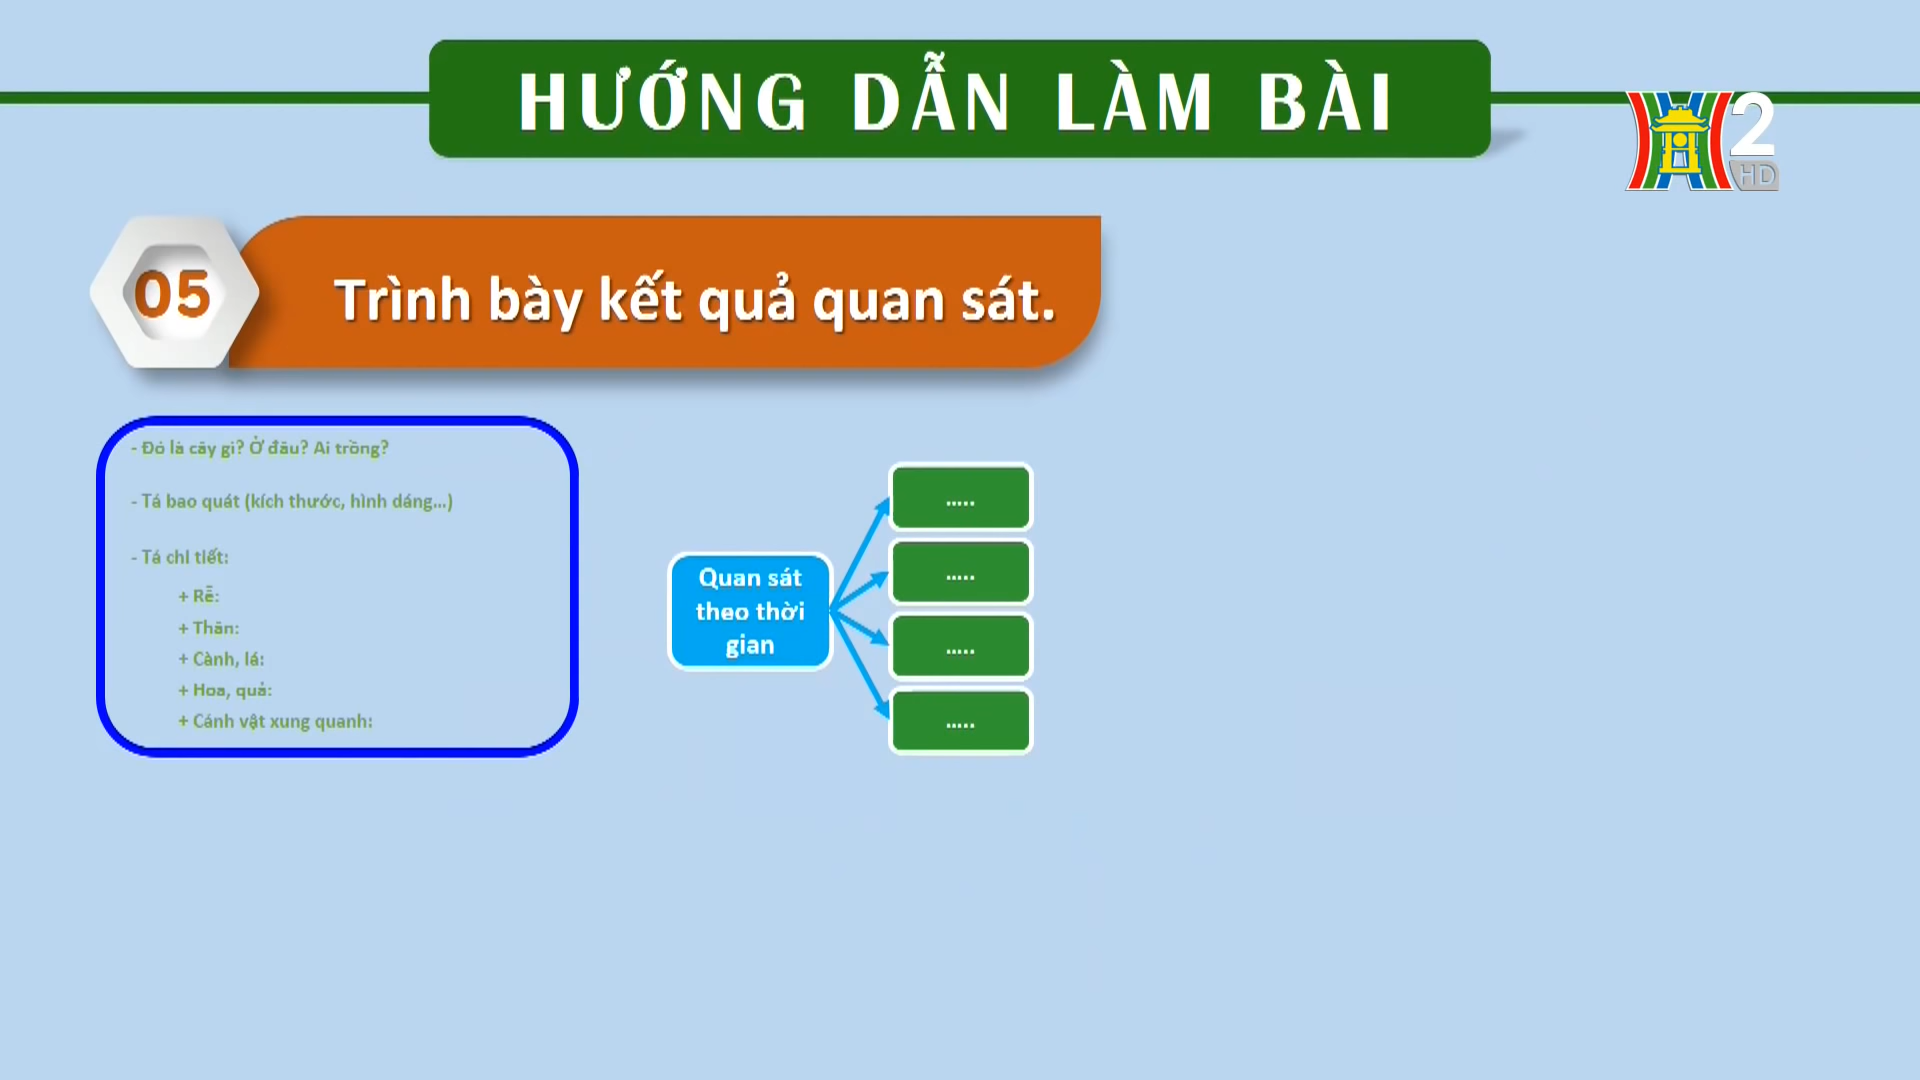 HƯỚNG DẪN LÀM BÀI
2
HD
05
Trình bày kết quả quan sát.
- Đó là cây gì? Ở đâu? Ai trồng?
- Tả bao quát (kích thước, hình dáng...)
- Tả chi tiết:
+ Rễ:
+ Thân:
+ Cành, lá:
+ Hoa, quả:
+ Cảnh vật xung quanh:
Quan sát
theo thời
gian
.....
.....
.....
.....